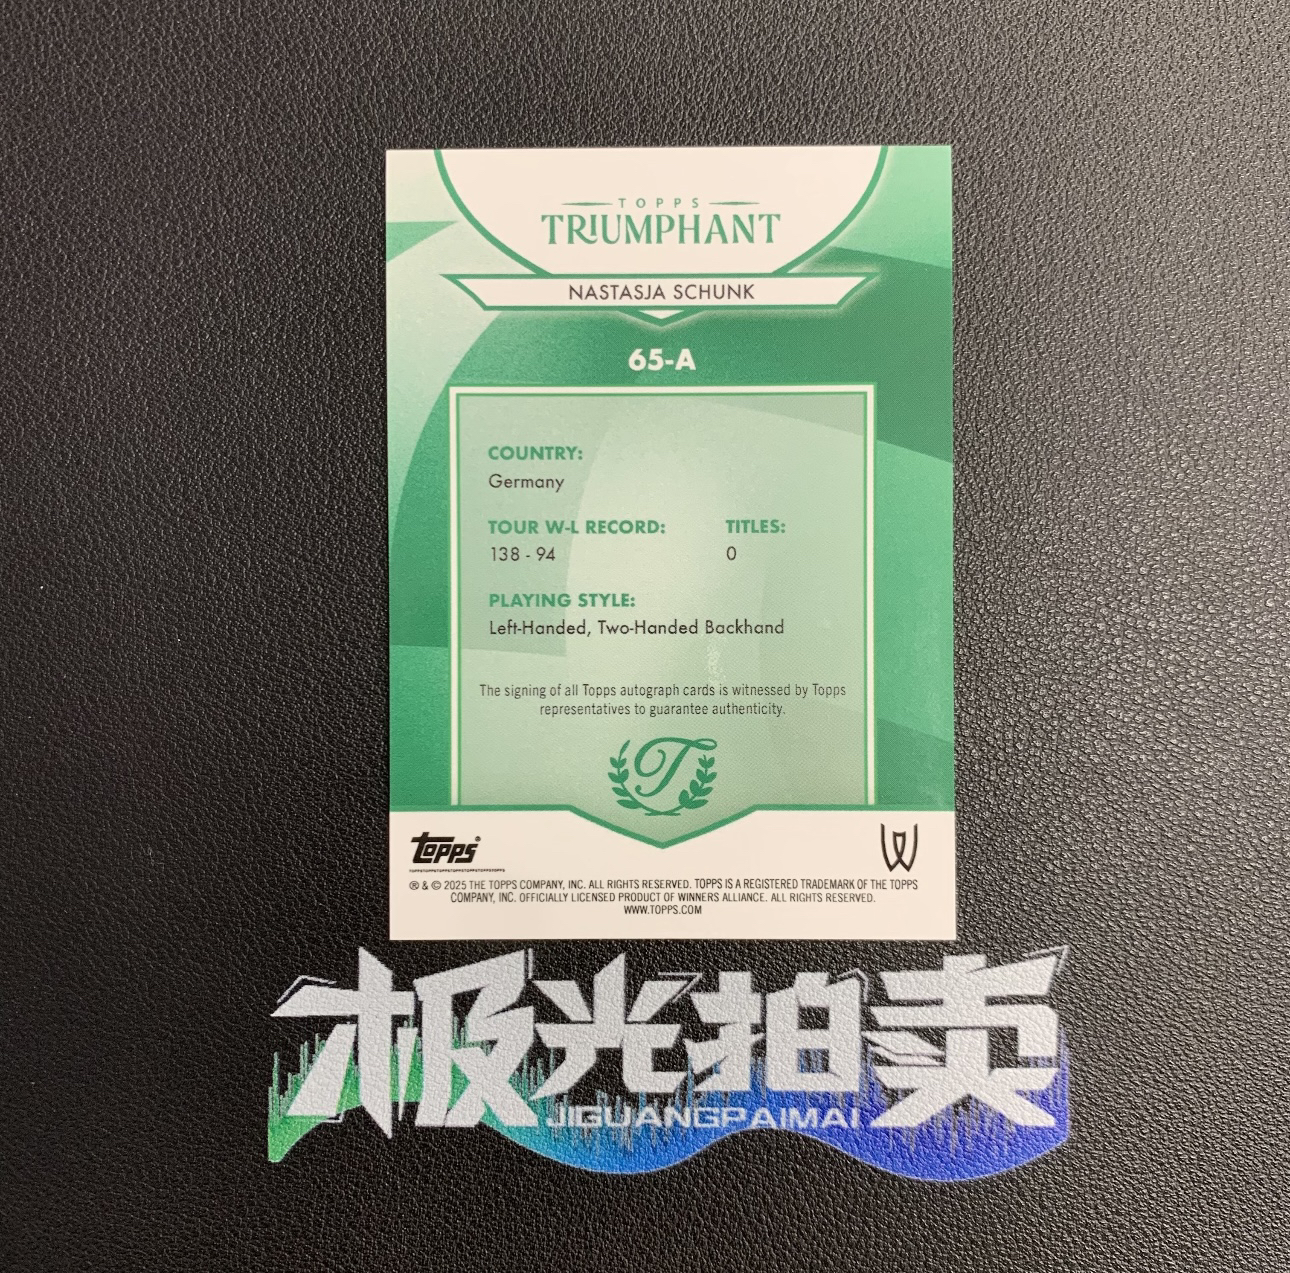 TOPPS
TRIUMPHANT
NASTASJA SCHUNK
65-A
COUNTRY:
Germany
TOUR W-L RECORD: TITLES:
138 - 94 0
PLAYING STYLE:
Left-Handed, Two-Handed Backhand
The signing of all Topps autograph cards is witnessed by Topps
representatives to guarantee authenticity.
T
topps®
® & © 2025 THE TOPPS COMPANY, INC. ALL RIGHTS RESERVED. TOPPS IS A REGISTERED TRADEMARK OF THE TOPPS
COMPANY, INC. OFFICIALLY LICENSED PRODUCT OF WINNERS ALLIANCE. ALL RIGHTS RESERVED.
WWW.TOPPS.COM
极光拍卖
JIGUANGPAIMAI